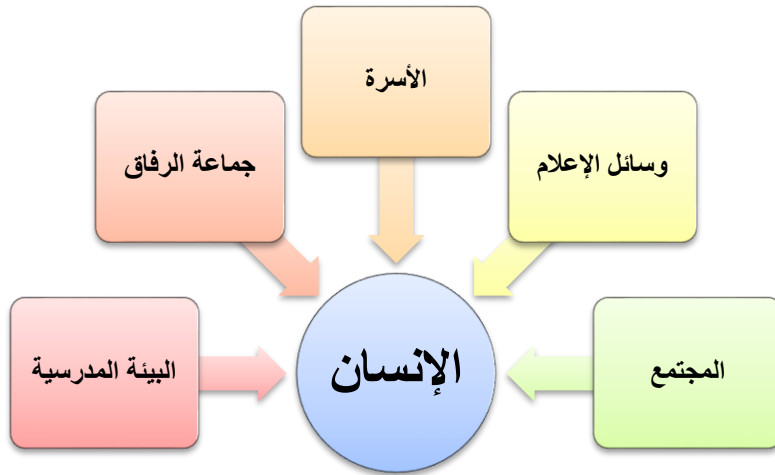 الأسرة
وسائل الإعلام
جماعة الرفاق
المجتمع
الإنسان
البيئة المدرسية